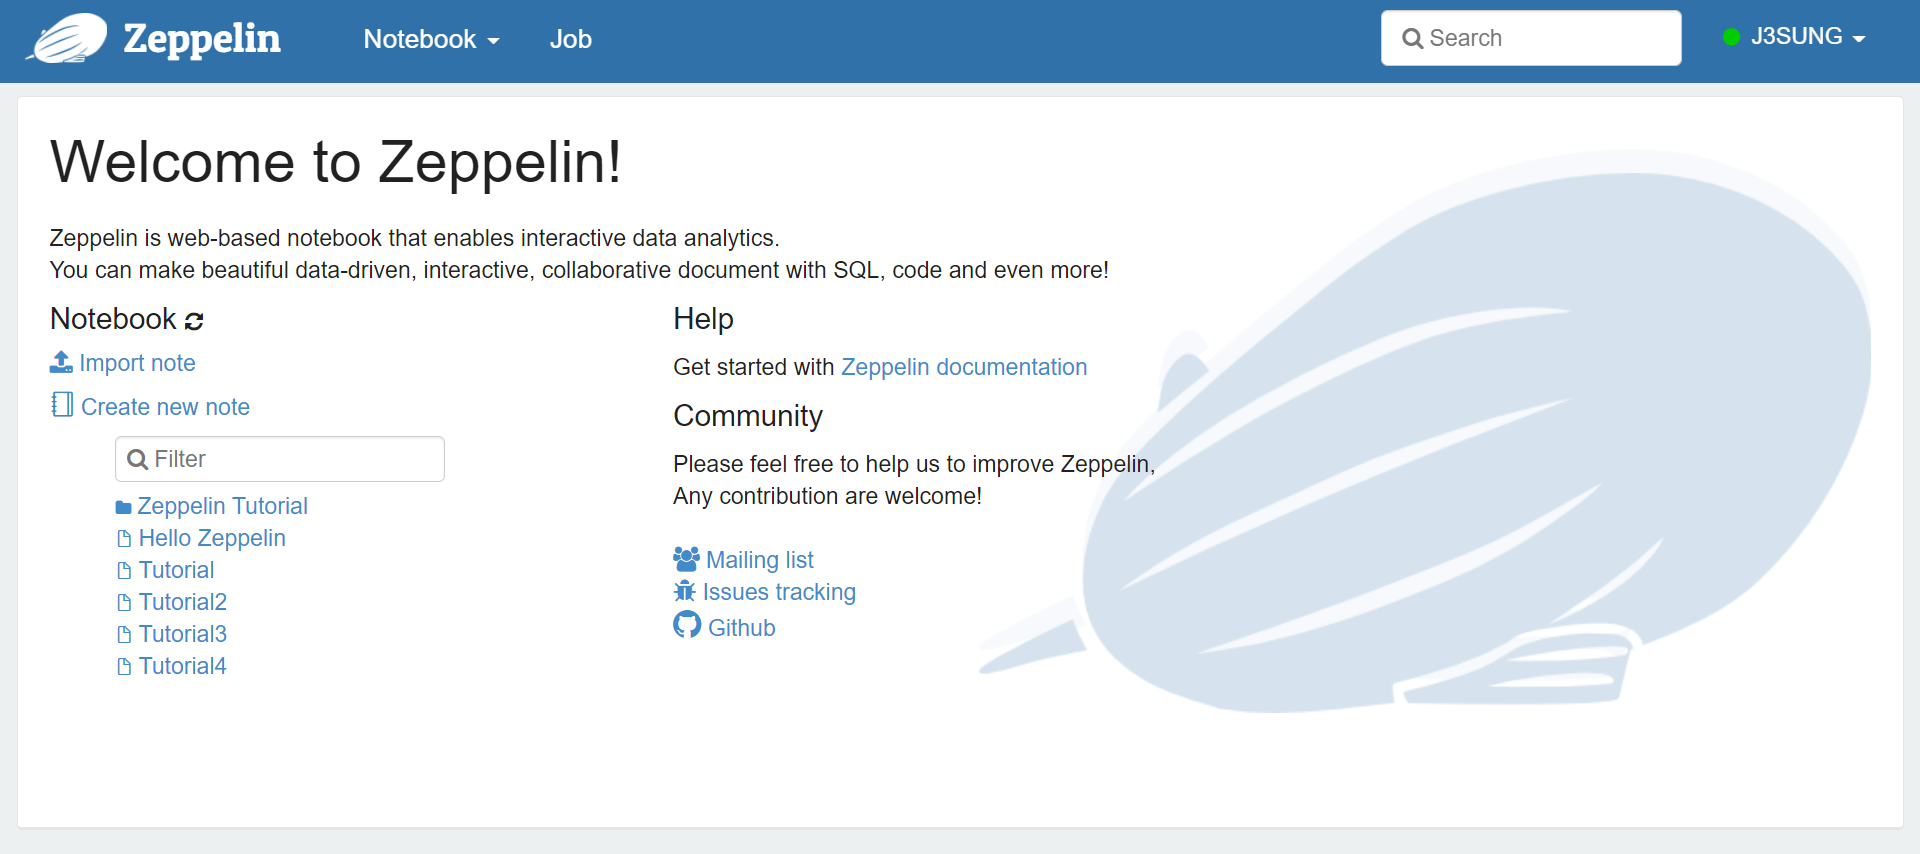 Zeppelin
Notebook
Job
Search
J3SUNG
Welcome to Zeppelin!
Zeppelin is web-based notebook that enables interactive data analytics.
You can make beautiful data-driven, interactive, collaborative document with SQL, code and even more!
Notebook
Import note
Create new note
Filter
Zeppelin Tutorial
Hello Zeppelin
Tutorial
Tutorial2
Tutorial3
Tutorial4
Help
Get started with Zeppelin documentation
Community
Please feel free to help us to improve Zeppelin,
Any contribution are welcome!
Mailing list
Issues tracking
Github